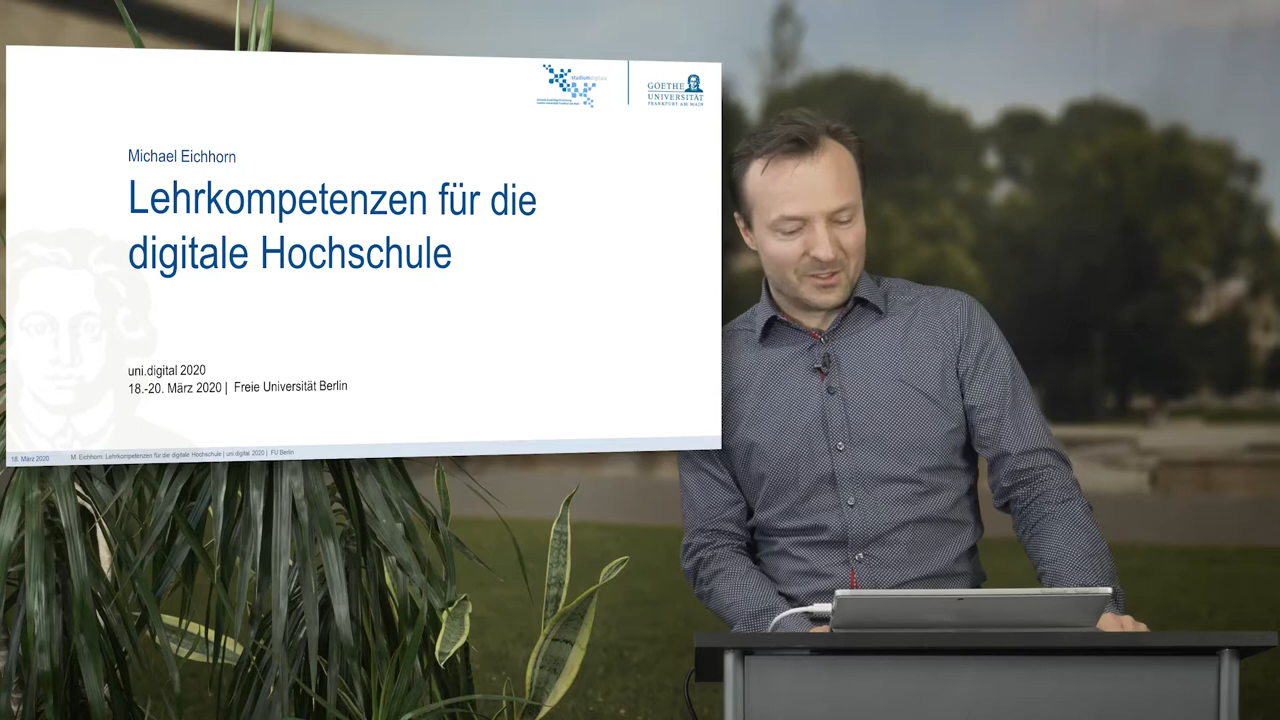 studiumdigitale
GOETHE
UNIVERSITÄT
FRANKFURT AM MAIN
Michael Eichhorn
Lehrkompetenzen für die
digitale Hochschule
uni.digital 2020
18.-20. März 2020 | Freie Universität Berlin
18. März 2020 M. Eichhorn: Lehrkompetenzen für die digitale Hochschule | uni.digital 2020 | FU Berlin